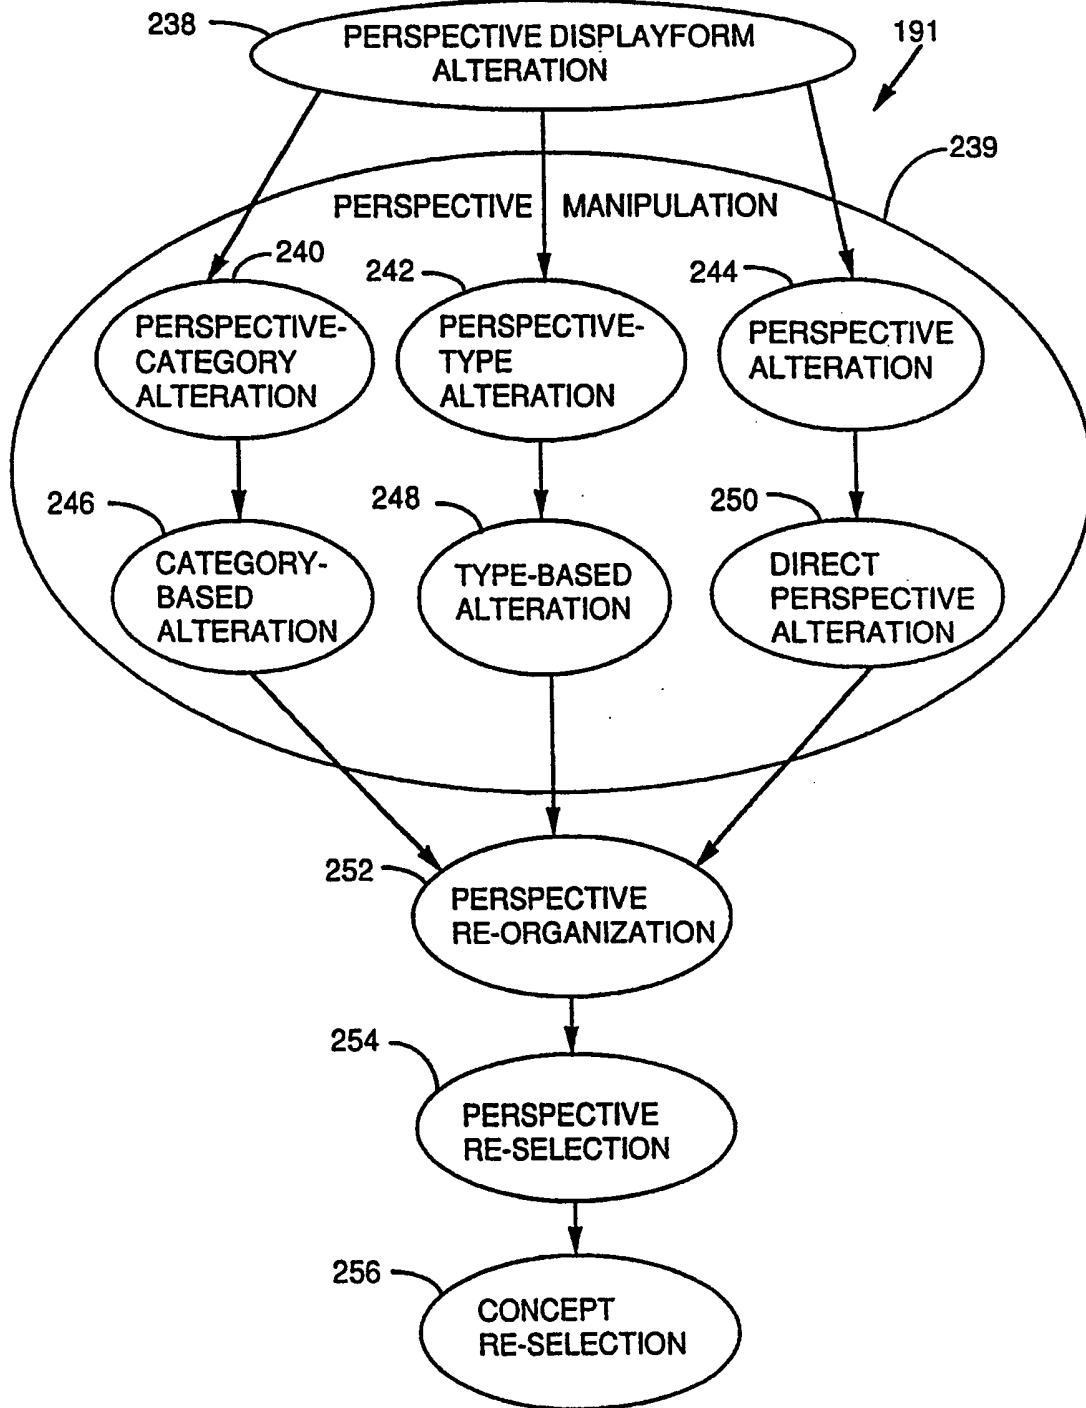 238
PERSPECTIVE DISPLAYFORM
ALTERATION
191
239
PERSPECTIVE MANIPULATION
240
PERSPECTIVE-
CATEGORY
ALTERATION
242
PERSPECTIVE-
TYPE
ALTERATION
244
PERSPECTIVE
ALTERATION
246
CATEGORY-
BASED
ALTERATION
248
TYPE-BASED
ALTERATION
250
DIRECT
PERSPECTIVE
ALTERATION
252
PERSPECTIVE
RE-ORGANIZATION
254
PERSPECTIVE
RE-SELECTION
256
CONCEPT
RE-SELECTION